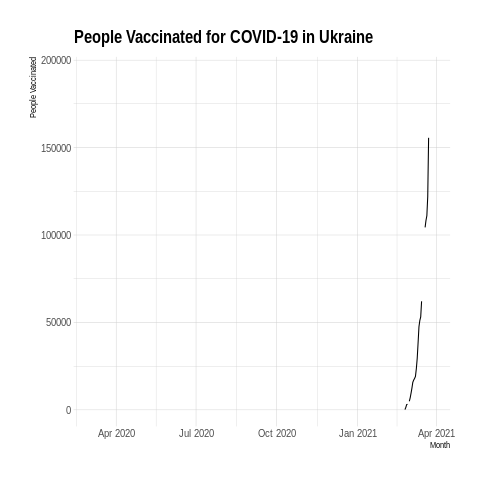 People Vaccinated for COVID-19 in Ukraine
People Vaccinated
200000
150000
100000
50000
0
Apr 2020 Jul 2020 Oct 2020 Jan 2021 Apr 2021
Month